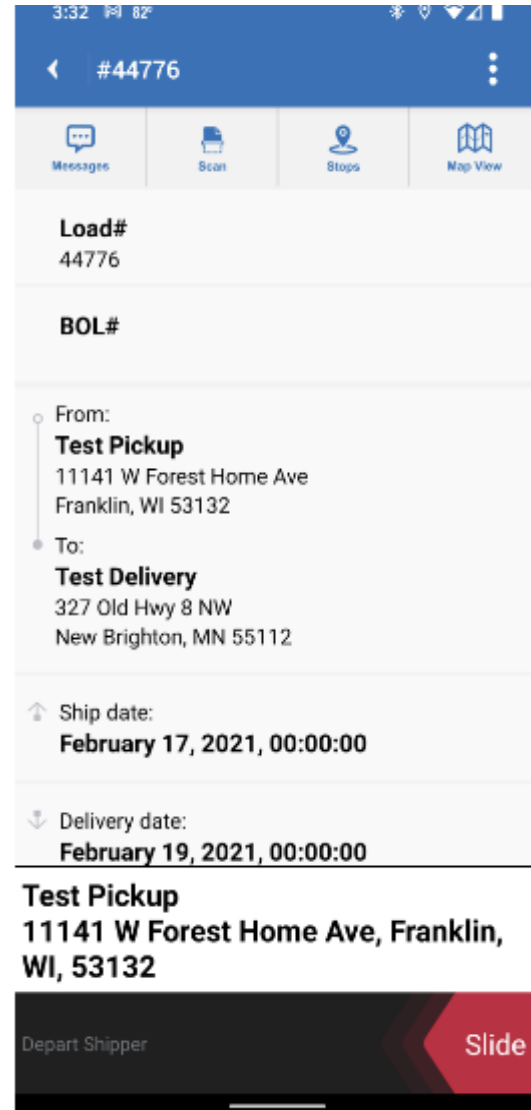 3:32 82°
#44776
Messages Scan Stops Map View
Load#
44776
BOL#
From:
Test Pickup
11141 W Forest Home Ave
Franklin, WI 53132
To:
Test Delivery
327 Old Hwy 8 NW
New Brighton, MN 55112
Ship date:
February 17, 2021, 00:00:00
Delivery date:
February 19, 2021, 00:00:00
Test Pickup
11141 W Forest Home Ave, Franklin,
WI, 53132
Depart Shipper Slide